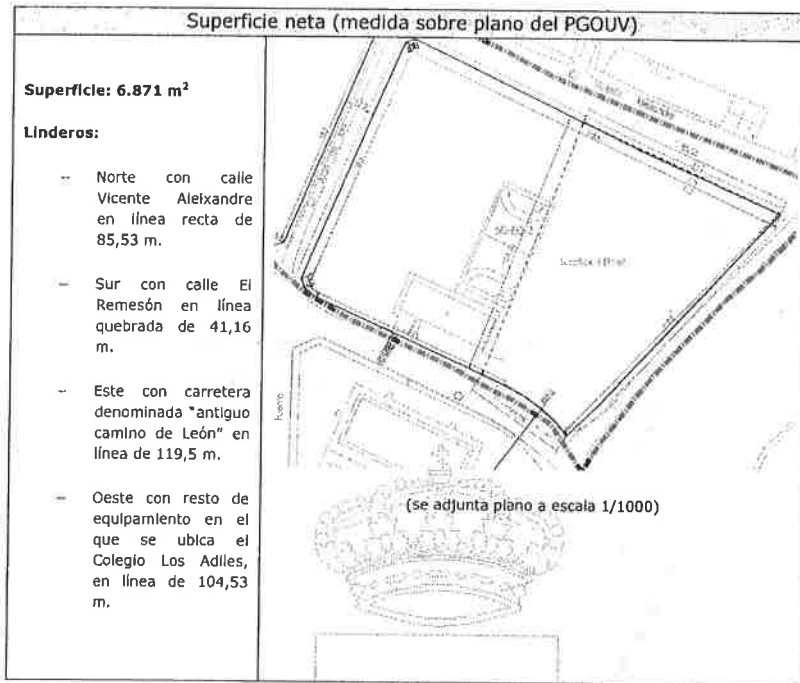 Superficie neta (medida sobre plano del PGOUV)
Superficie: 6.871 m²
Linderos:
-- Norte con calle
Vicente Aleixandre
en línea recta de
85,53 m.
- Sur con calle El
Remesón en línea
quebrada de 41,16
m.
- Este con carretera
denominada "antiguo
camino de León" en
línea de 119,5 m.
- Oeste con resto de
equipamiento en el
que se ubica el
Colegio Los Adiles,
en línea de 104,53
m.
(se adjunta plano a escala 1/1000)